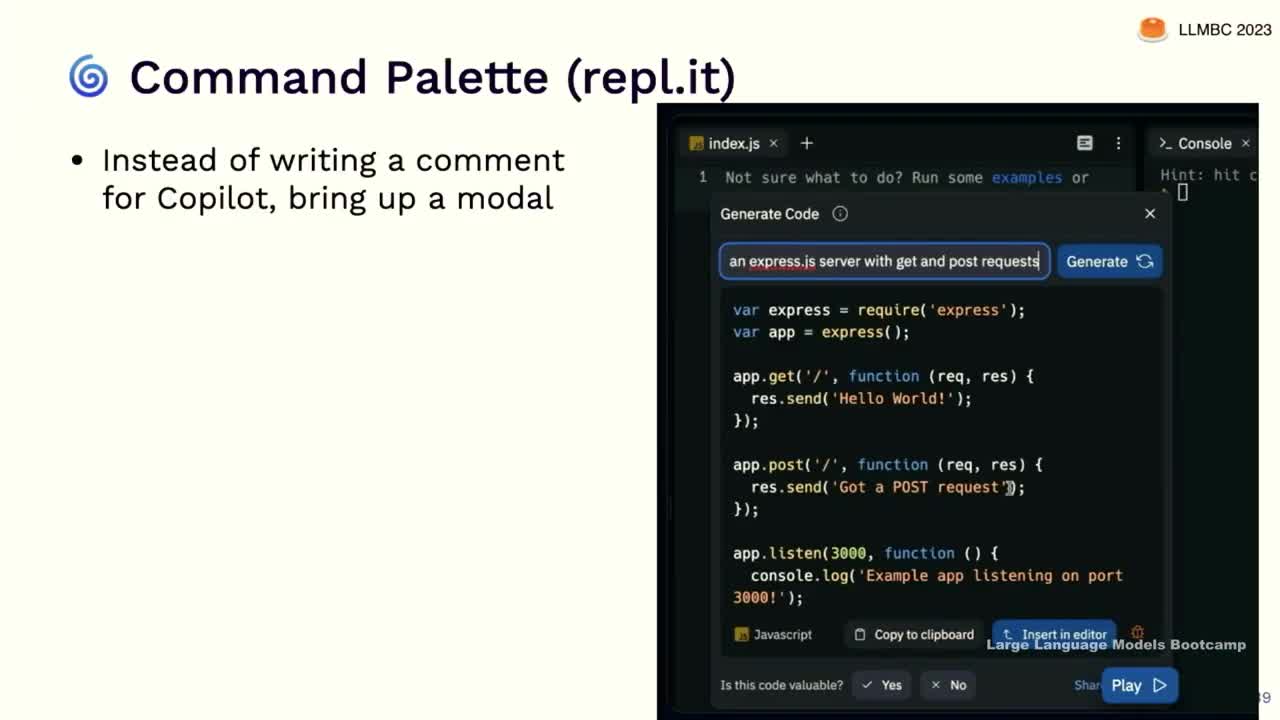 LLMBC 2023
Command Palette (repl.it)
• Instead of writing a comment
for Copilot, bring up a modal
index.js × +
>_ Console ×
1 Not sure what to do? Run some examples or
Hint: hit c
Generate Code
an express.js server with get and post requests
Generate
var express = require('express');
var app = express();
app.get('/', function (req, res) {
res.send('Hello World!');
});
app.post('/', function (req, res) {
res.send('Got a POST request');
});
app.listen(3000, function () {
console.log('Example app listening on port
3000!');
JS Javascript
Copy to clipboard
Insert in editor
Large Language Models Bootcamp
Is this code valuable?
Yes
No
Shar
Play
39